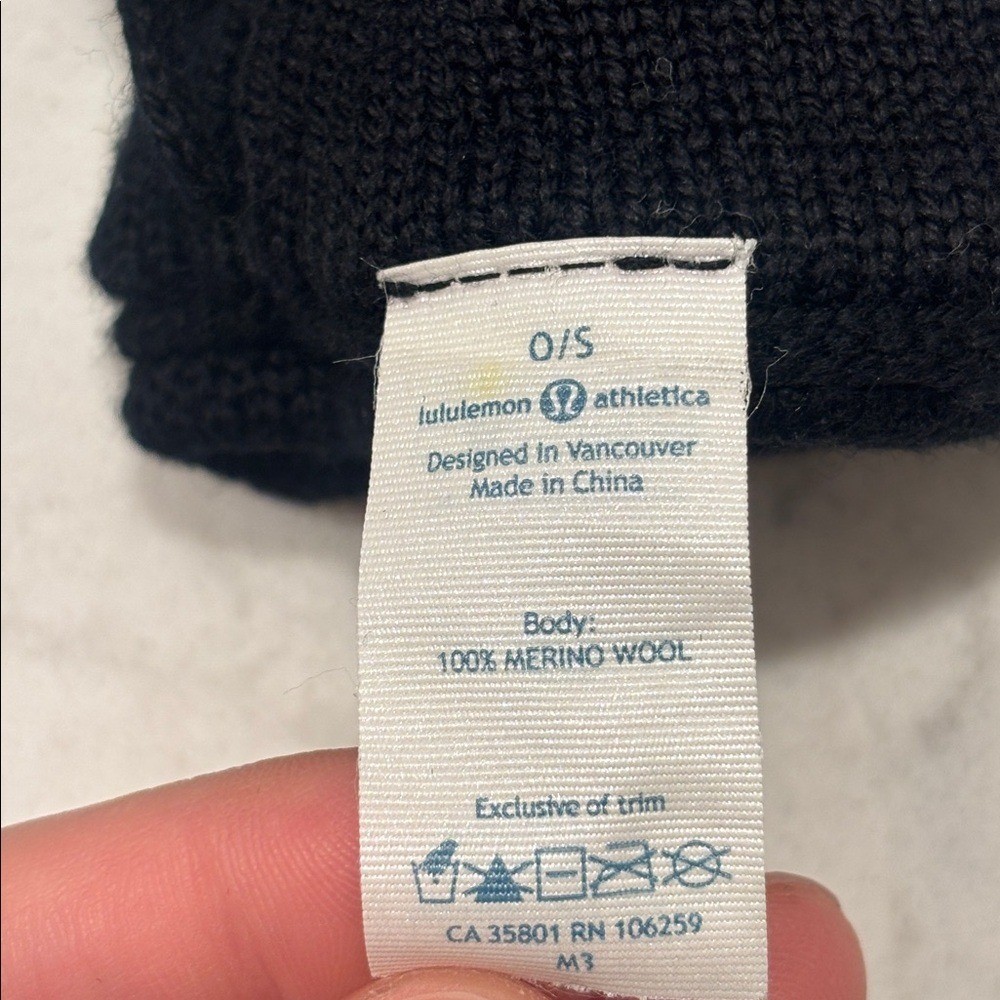 O/S
lululemon athletica
Designed in Vancouver
Made in China
Body:
100% MERINO WOOL
Exclusive of trim
CA 35801 RN 106259
M3